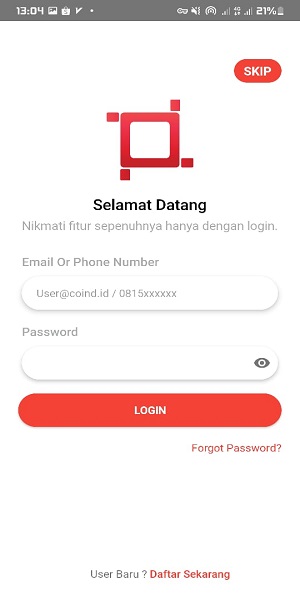 13:04 21%
SKIP
Selamat Datang
Nikmati fitur sepenuhnya hanya dengan login.
Email Or Phone Number
User@coind.id / 0815xxxxxx
Password
LOGIN
Forgot Password?
User Baru ? Daftar Sekarang